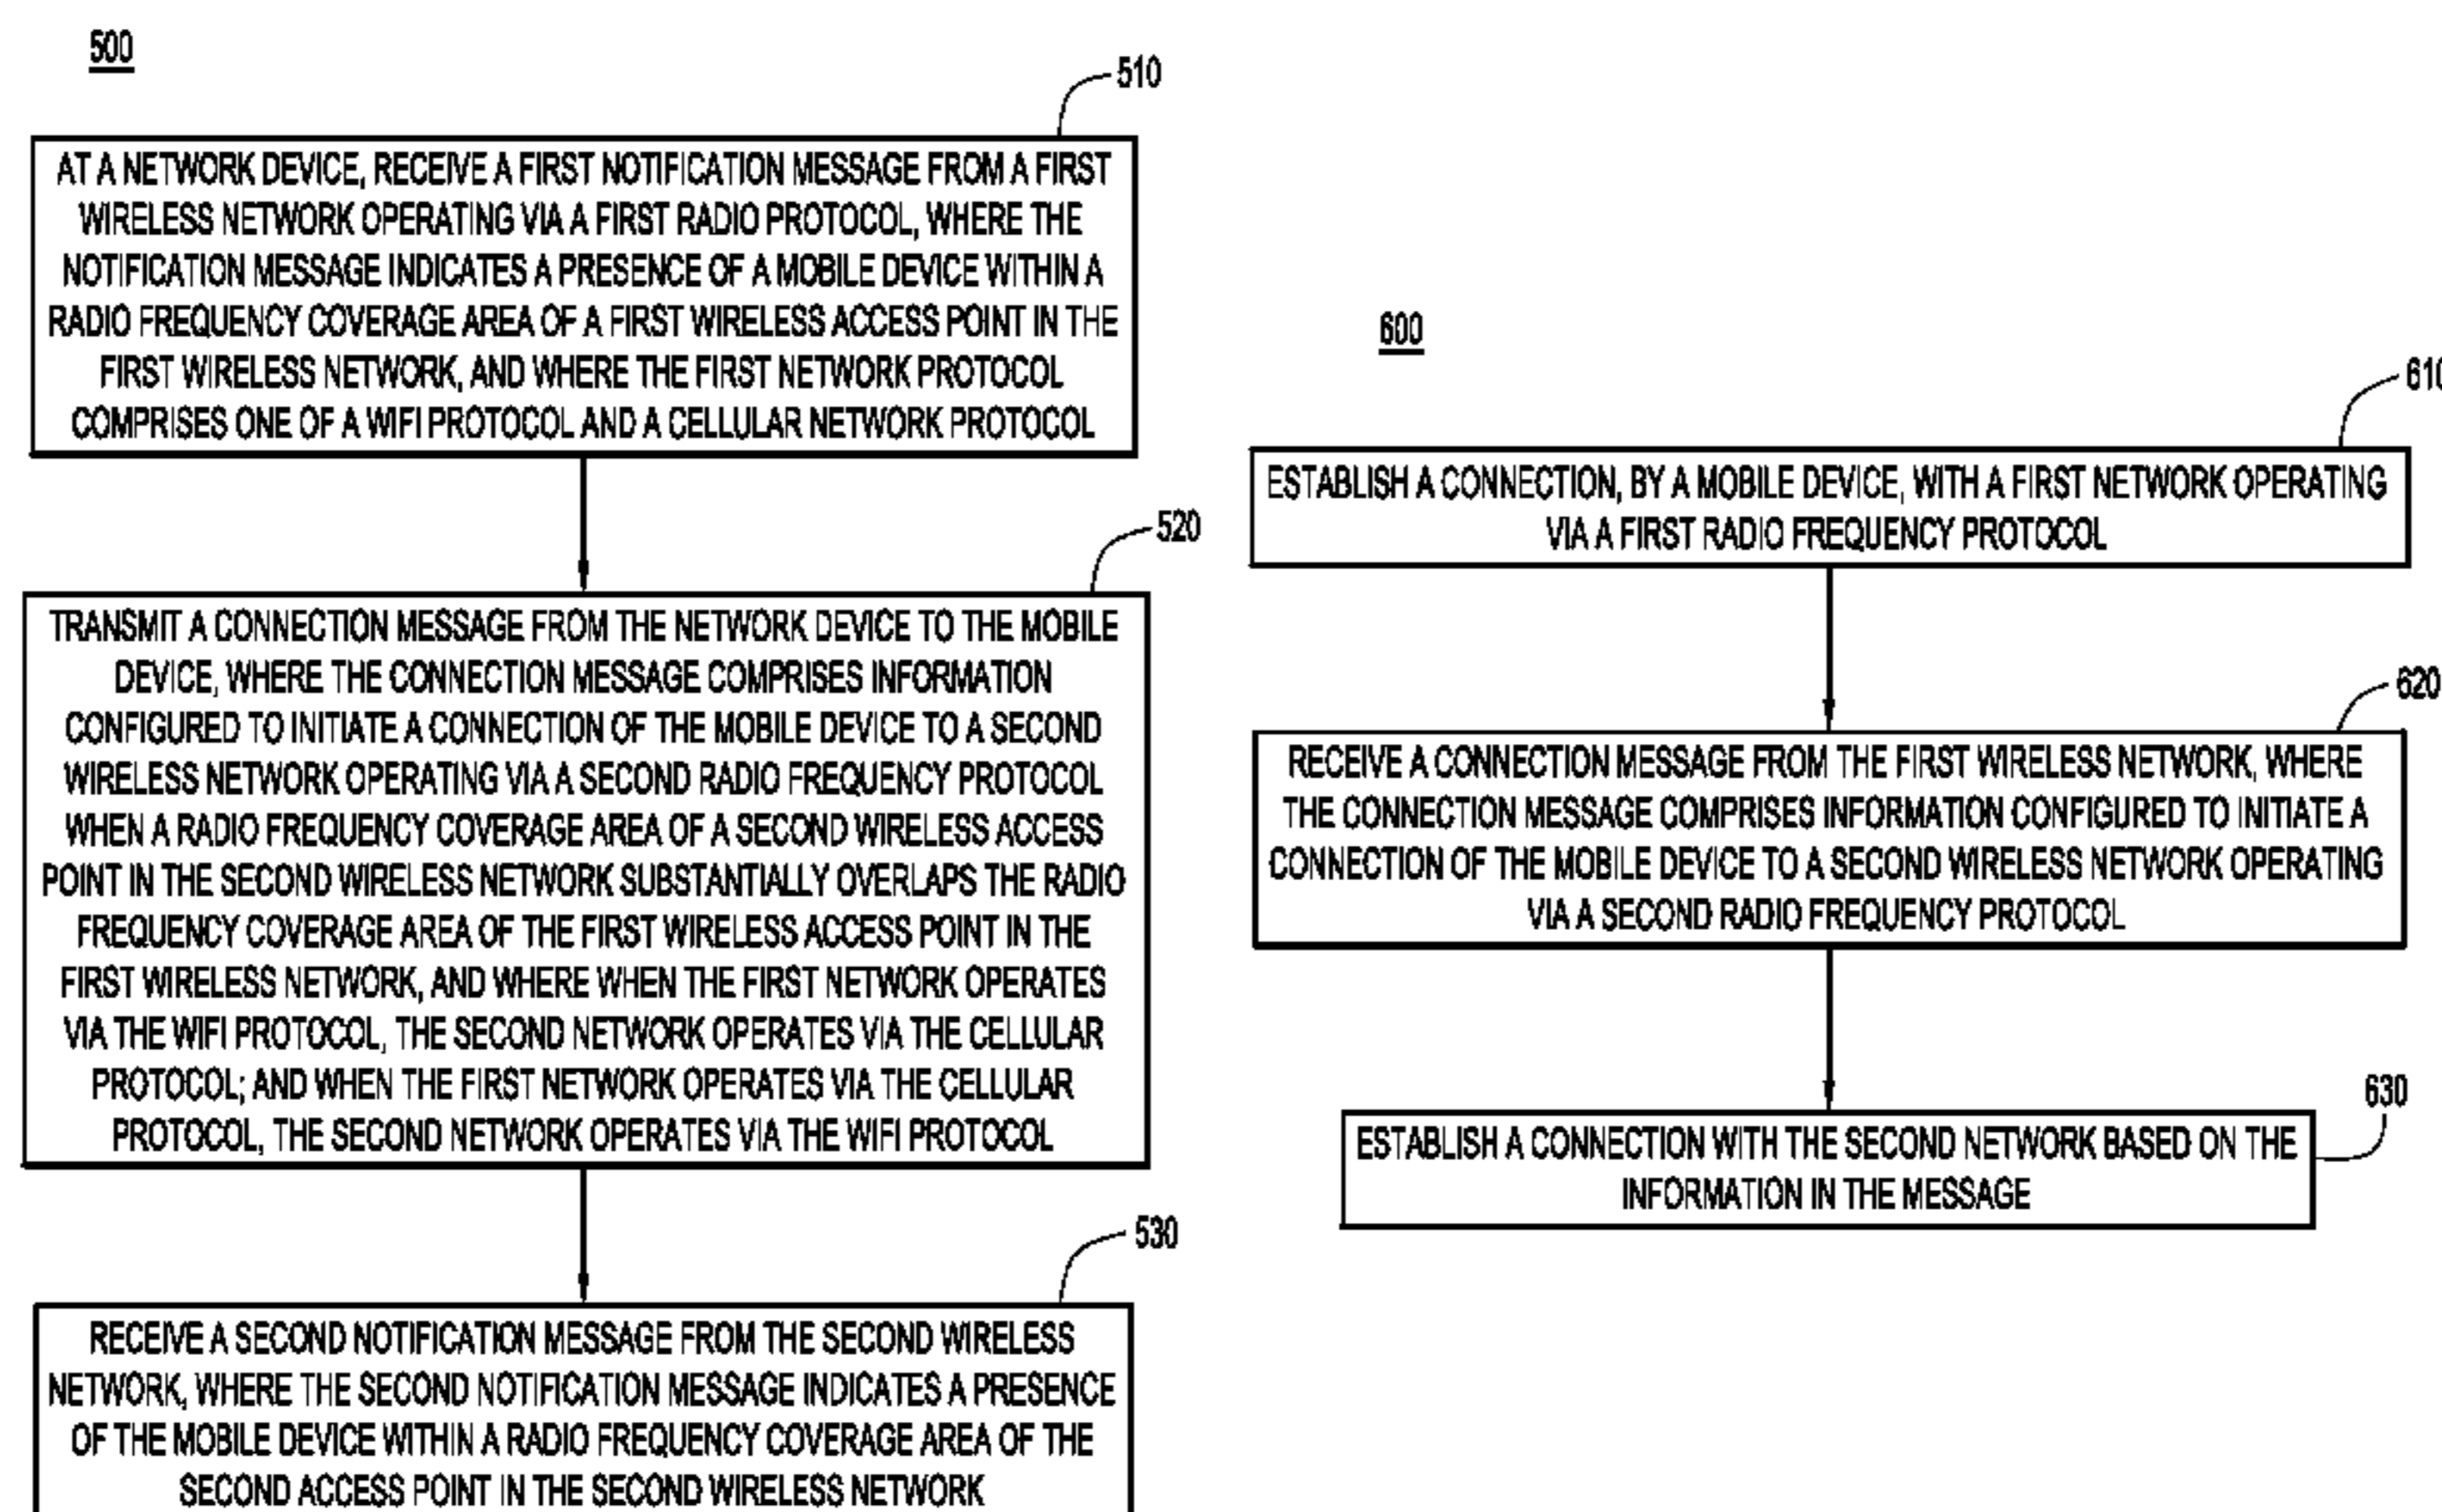 500
510
AT A NETWORK DEVICE, RECEIVE A FIRST NOTIFICATION MESSAGE FROM A FIRST
WIRELESS NETWORK OPERATING VIA A FIRST RADIO PROTOCOL, WHERE THE
NOTIFICATION MESSAGE INDICATES A PRESENCE OF A MOBILE DEVICE WITHIN A
RADIO FREQUENCY COVERAGE AREA OF A FIRST WIRELESS ACCESS POINT IN THE
FIRST WIRELESS NETWORK, AND WHERE THE FIRST NETWORK PROTOCOL
COMPRISES ONE OF A WIFI PROTOCOL AND A CELLULAR NETWORK PROTOCOL
520
TRANSMIT A CONNECTION MESSAGE FROM THE NETWORK DEVICE TO THE MOBILE
DEVICE, WHERE THE CONNECTION MESSAGE COMPRISES INFORMATION
CONFIGURED TO INITIATE A CONNECTION OF THE MOBILE DEVICE TO A SECOND
WIRELESS NETWORK OPERATING VIA A SECOND RADIO FREQUENCY PROTOCOL
WHEN A RADIO FREQUENCY COVERAGE AREA OF A SECOND WIRELESS ACCESS
POINT IN THE SECOND WIRELESS NETWORK SUBSTANTIALLY OVERLAPS THE RADIO
FREQUENCY COVERAGE AREA OF THE FIRST WIRELESS ACCESS POINT IN THE
FIRST WIRELESS NETWORK, AND WHERE WHEN THE FIRST NETWORK OPERATES
VIA THE WIFI PROTOCOL, THE SECOND NETWORK OPERATES VIA THE CELLULAR
PROTOCOL; AND WHEN THE FIRST NETWORK OPERATES VIA THE CELLULAR
PROTOCOL, THE SECOND NETWORK OPERATES VIA THE WIFI PROTOCOL
530
RECEIVE A SECOND NOTIFICATION MESSAGE FROM THE SECOND WIRELESS
NETWORK, WHERE THE SECOND NOTIFICATION MESSAGE INDICATES A PRESENCE
OF THE MOBILE DEVICE WITHIN A RADIO FREQUENCY COVERAGE AREA OF THE
SECOND ACCESS POINT IN THE SECOND WIRELESS NETWORK
600
610
ESTABLISH A CONNECTION, BY A MOBILE DEVICE, WITH A FIRST NETWORK OPERATING
VIA A FIRST RADIO FREQUENCY PROTOCOL
620
RECEIVE A CONNECTION MESSAGE FROM THE FIRST WIRELESS NETWORK, WHERE
THE CONNECTION MESSAGE COMPRISES INFORMATION CONFIGURED TO INITIATE A
CONNECTION OF THE MOBILE DEVICE TO A SECOND WIRELESS NETWORK OPERATING
VIA A SECOND RADIO FREQUENCY PROTOCOL
630
ESTABLISH A CONNECTION WITH THE SECOND NETWORK BASED ON THE
INFORMATION IN THE MESSAGE